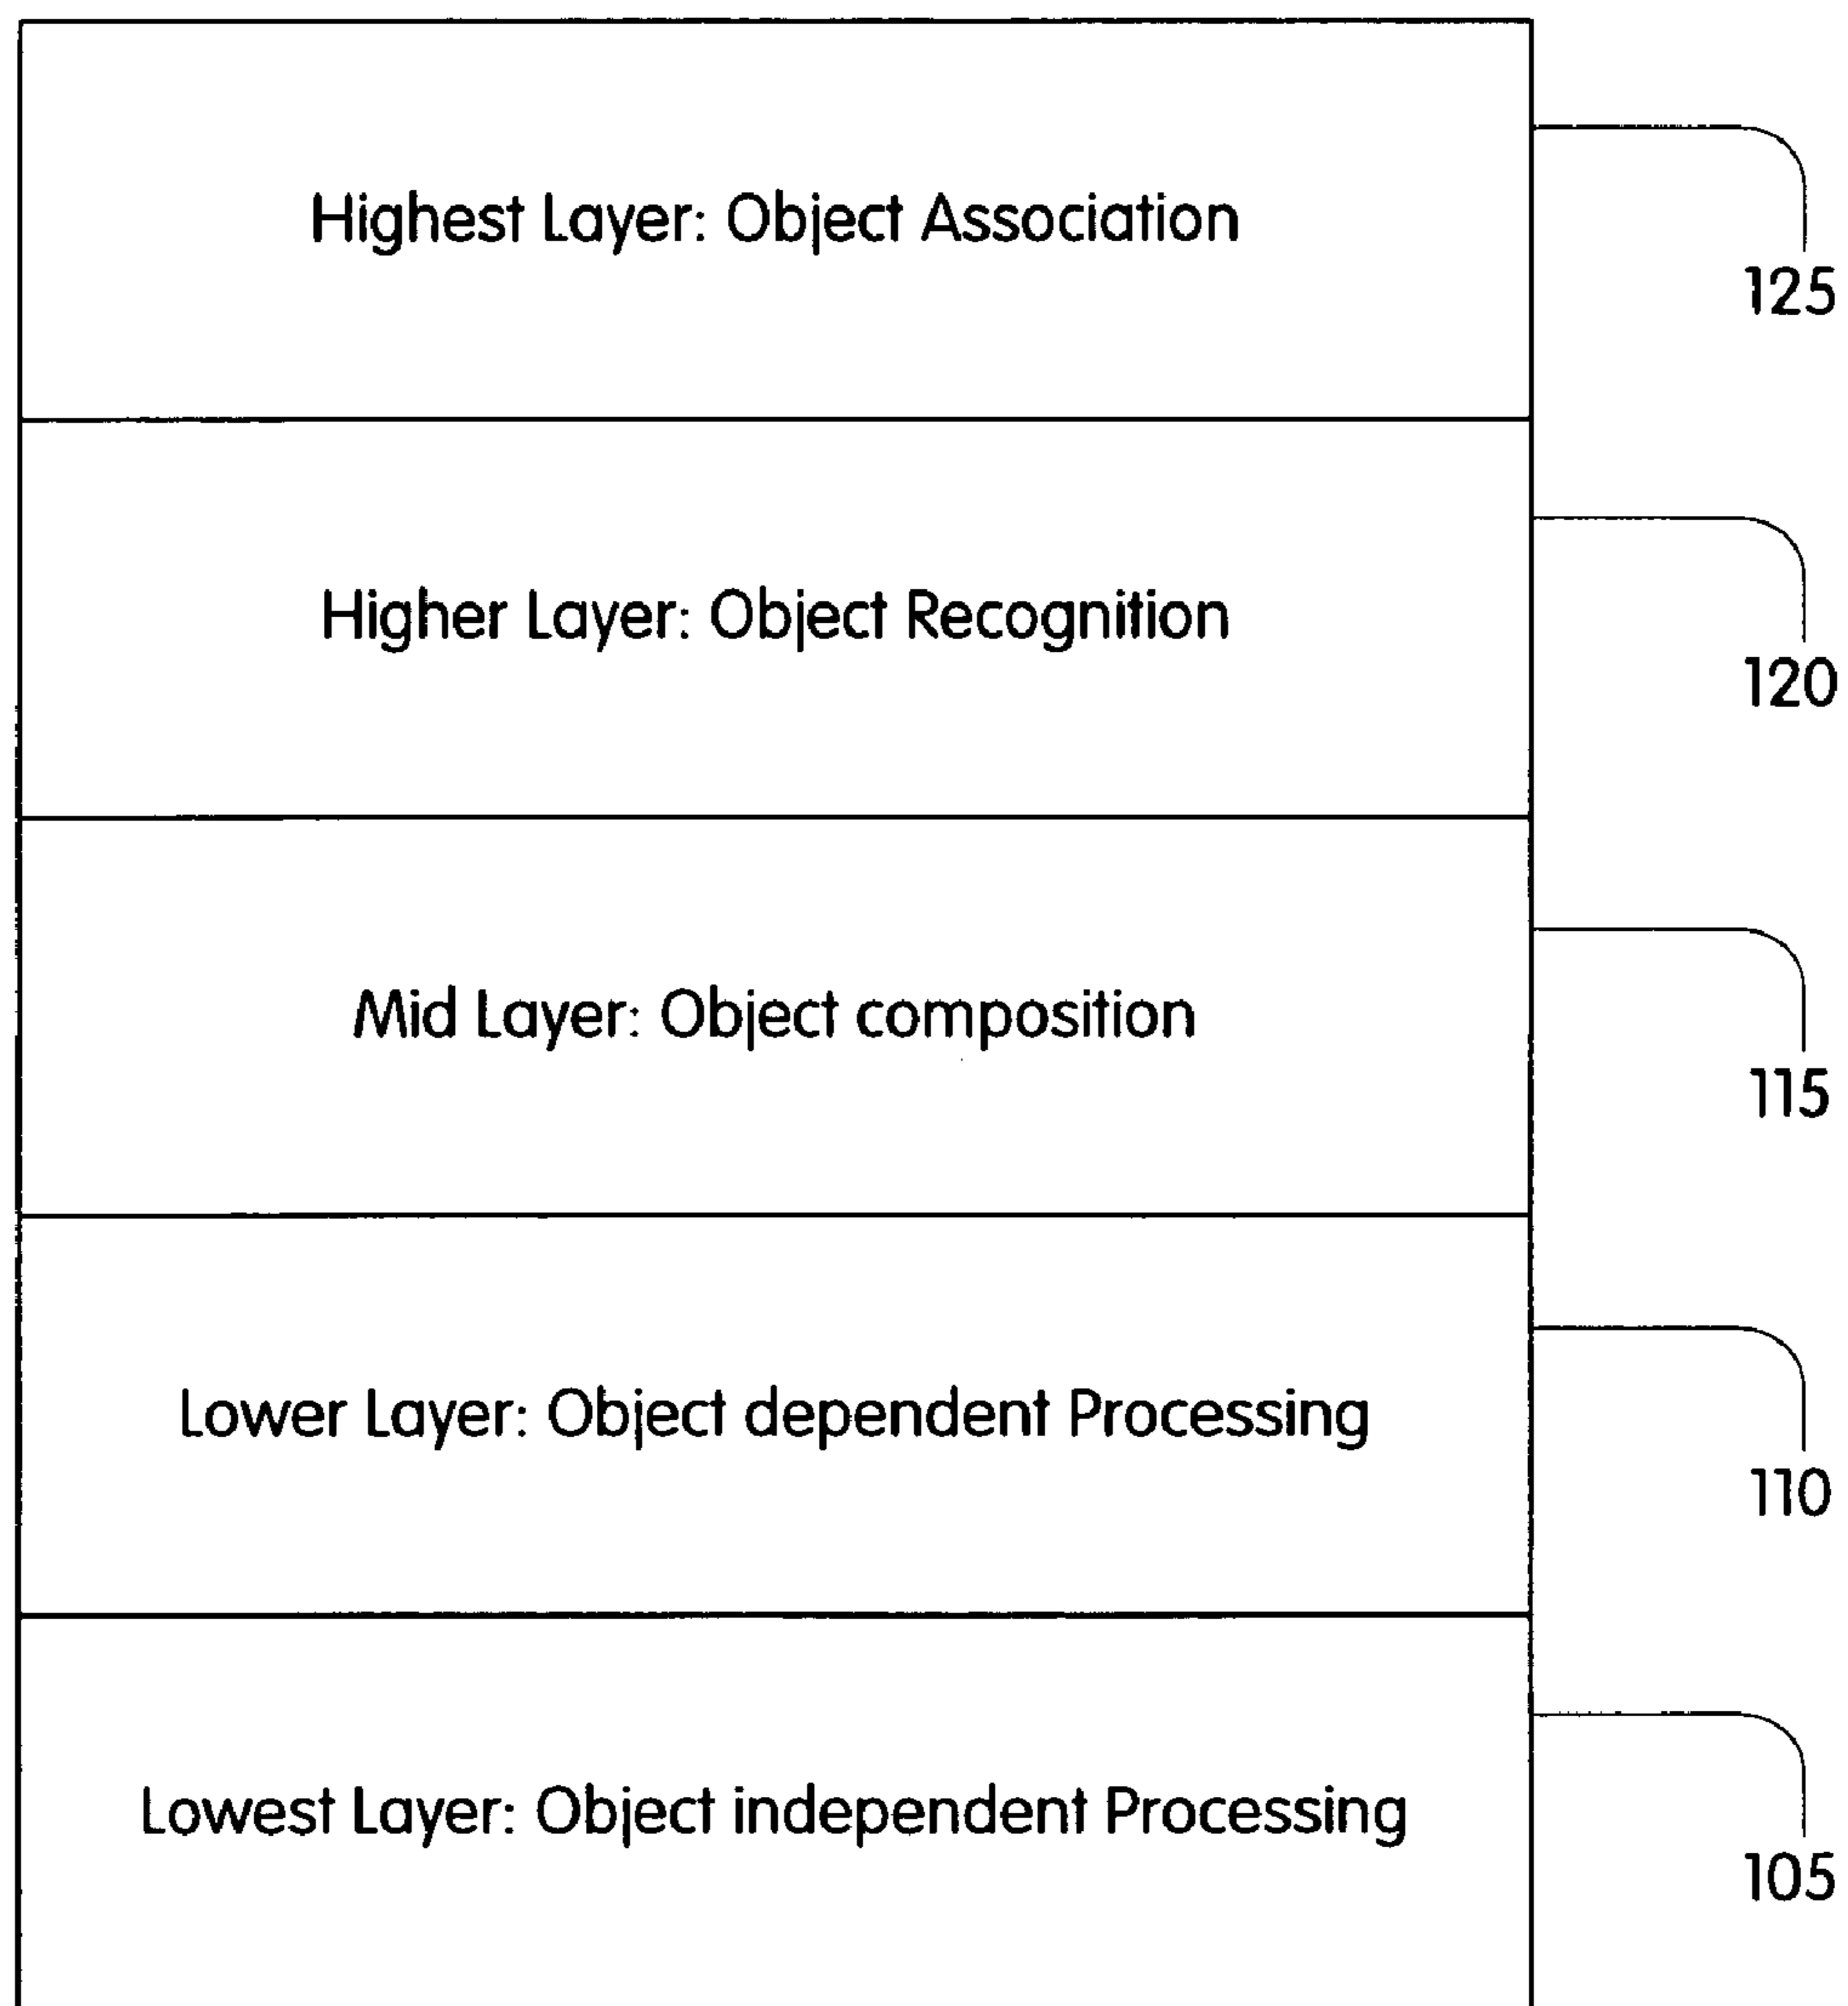 Highest Layer: Object Association
125
Higher Layer: Object Recognition
120
Mid Layer: Object composition
115
Lower Layer: Object dependent Processing
110
Lowest Layer: Object independent Processing
105